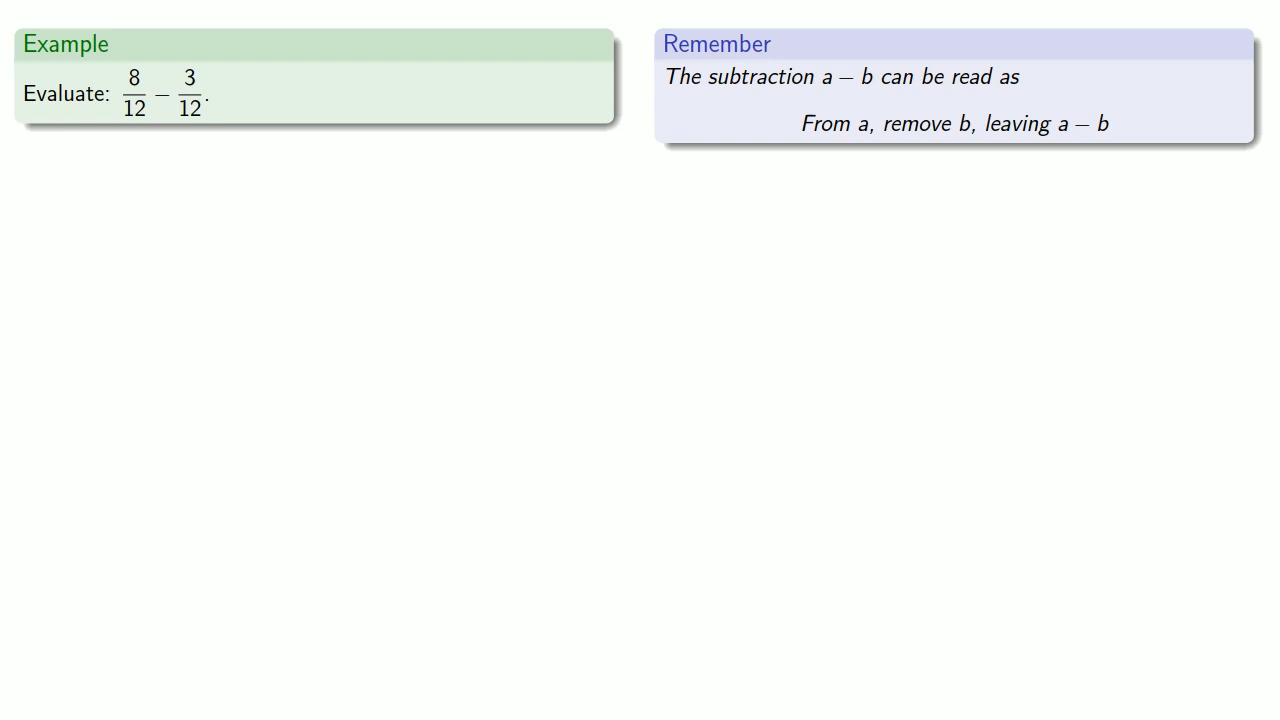 Example
Evaluate: 8/12 − 3/12.
Remember
The subtraction a − b can be read as
From a, remove b, leaving a − b